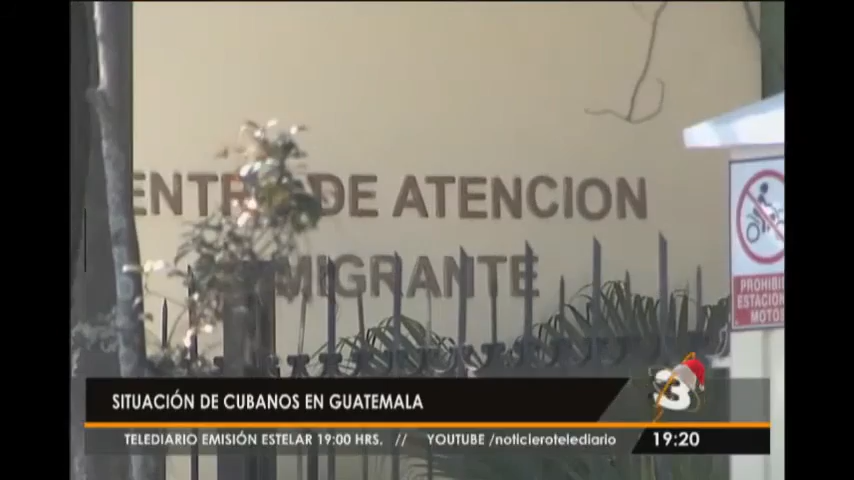 DE ATENCION
MIGRANTE
PROHIBI
ESTACION
MOTOS
SITUACIÓN DE CUBANOS EN GUATEMALA
3
TELEDIARIO EMISIÓN ESTELAR 19:00 HRS. // YOUTUBE /noticierotelediario
19:20